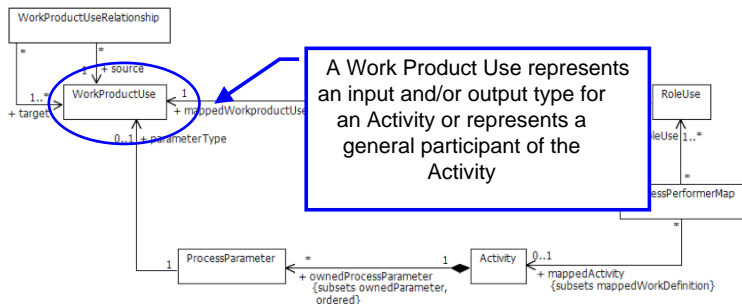 WorkProductUseRelationship
*
*
1
+ source
1..*
+ target
WorkProductUse
1
+ mappedWorkproductUse
0..1
+ parameterType
A Work Product Use represents
an input and/or output type for
an Activity or represents a
general participant of the
Activity
RoleUse
1..*
*
*
ProcessParameter
1
*
+ ownedProcessParameter
{subsets ownedParameter,
ordered}
1
Activity
0..1
+ mappedActivity
{subsets mappedWorkDefinition}